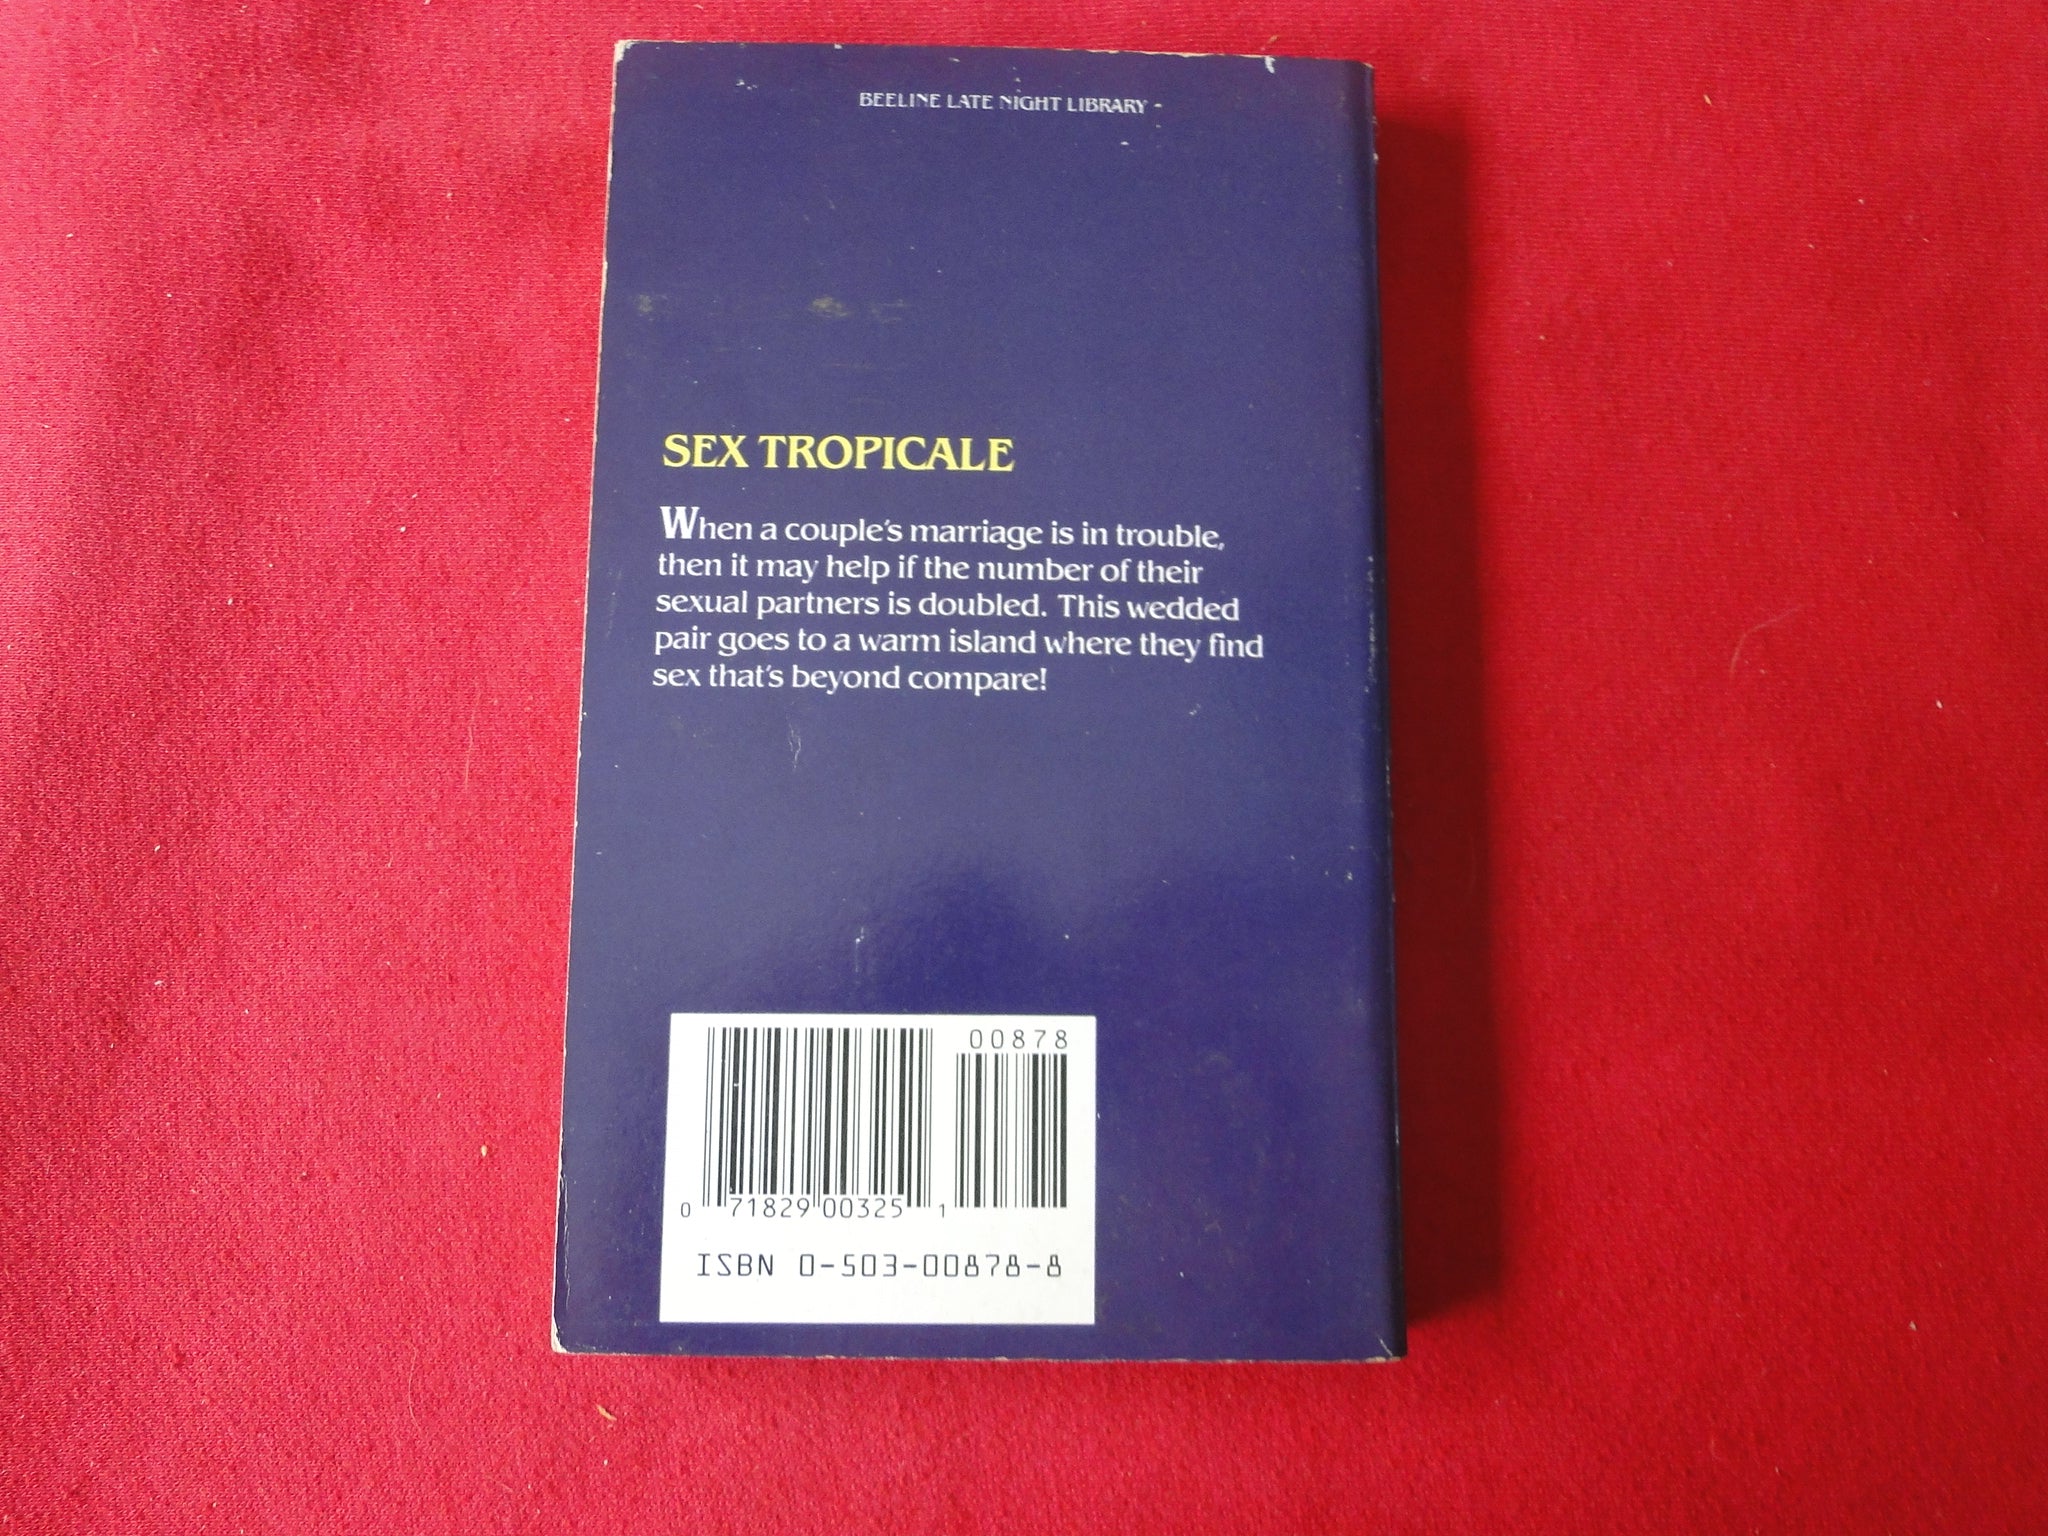 BEELINE LATE NIGHT LIBRARY
SEX TROPICALE
When a couple's marriage is in trouble,
then it may help if the number of their
sexual partners is doubled. This wedded
pair goes to a warm island where they find
sex that's beyond compare!
00878
0 71829 00325 1
ISBN 0-503-00878-8